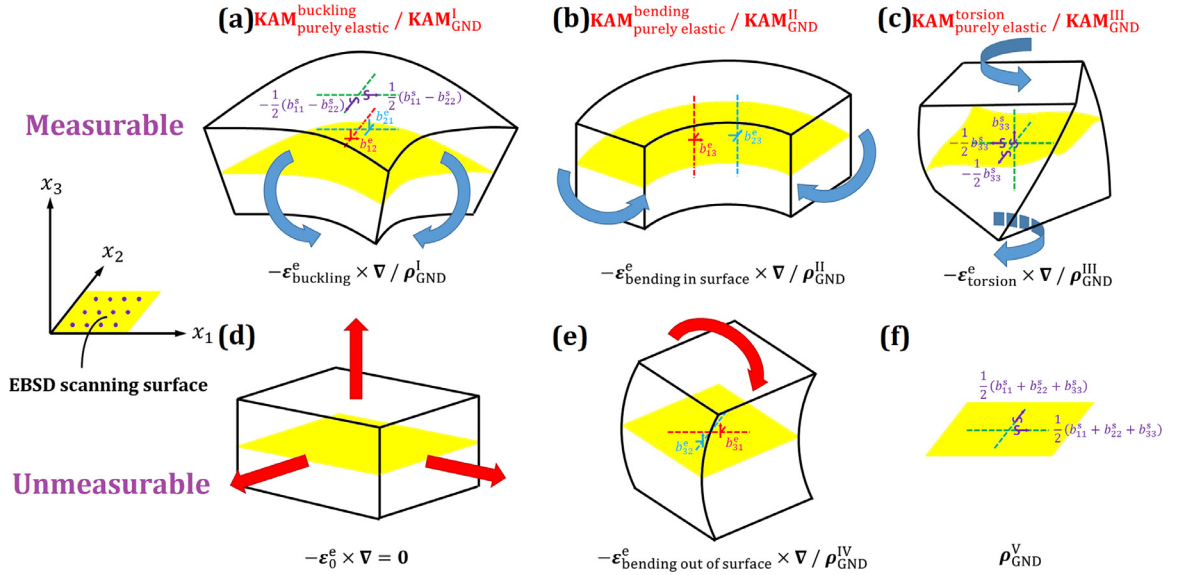 (a) KAM^buckling_purely elastic / KAM^I_GND
(b) KAM^bending_purely elastic / KAM^II_GND
(c) KAM^torsion_purely elastic / KAM^III_GND
Measurable
−1/2(b^s_11 − b^s_22)
1/2(b^s_11 − b^s_22)
b^e_21
b^e_12
b^e_13
b^e_23
b^s_33
−1/2 b^s_33
−1/2 b^s_33
−ε^e_buckling × ∇ / ρ^I_GND
−ε^e_bending in surface × ∇ / ρ^II_GND
−ε^e_torsion × ∇ / ρ^III_GND
x_3
x_2
x_1
EBSD scanning surface
Unmeasurable
(d)
(e)
(f)
b^e_32
b^e_31
1/2(b^s_11 + b^s_22 + b^s_33)
1/2(b^s_11 + b^s_22 + b^s_33)
−ε^e_0 × ∇ = 0
−ε^e_bending out of surface × ∇ / ρ^IV_GND
ρ^V_GND